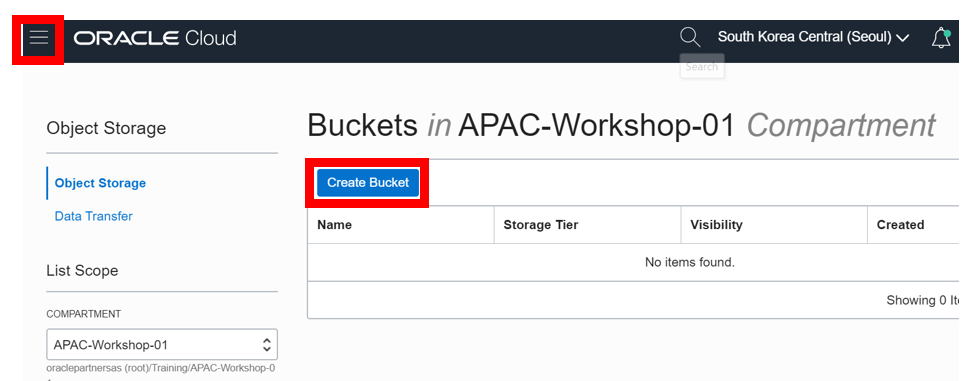 ORACLE Cloud
South Korea Central (Seoul)
Search
Object Storage
Object Storage
Data Transfer
List Scope
COMPARTMENT
APAC-Workshop-01
oraclepartnersas (root)/Training/APAC-Workshop-0
Buckets in APAC-Workshop-01 Compartment
Create Bucket
Name Storage Tier Visibility Created
No items found.
Showing 0